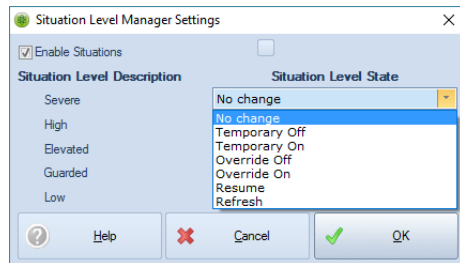 Situation Level Manager Settings
Enable Situations
Situation Level Description Situation Level State
Severe No change
High No change
Temporary Off
Elevated Temporary On
Override Off
Guarded Override On
Resume
Low Refresh
Help Cancel OK